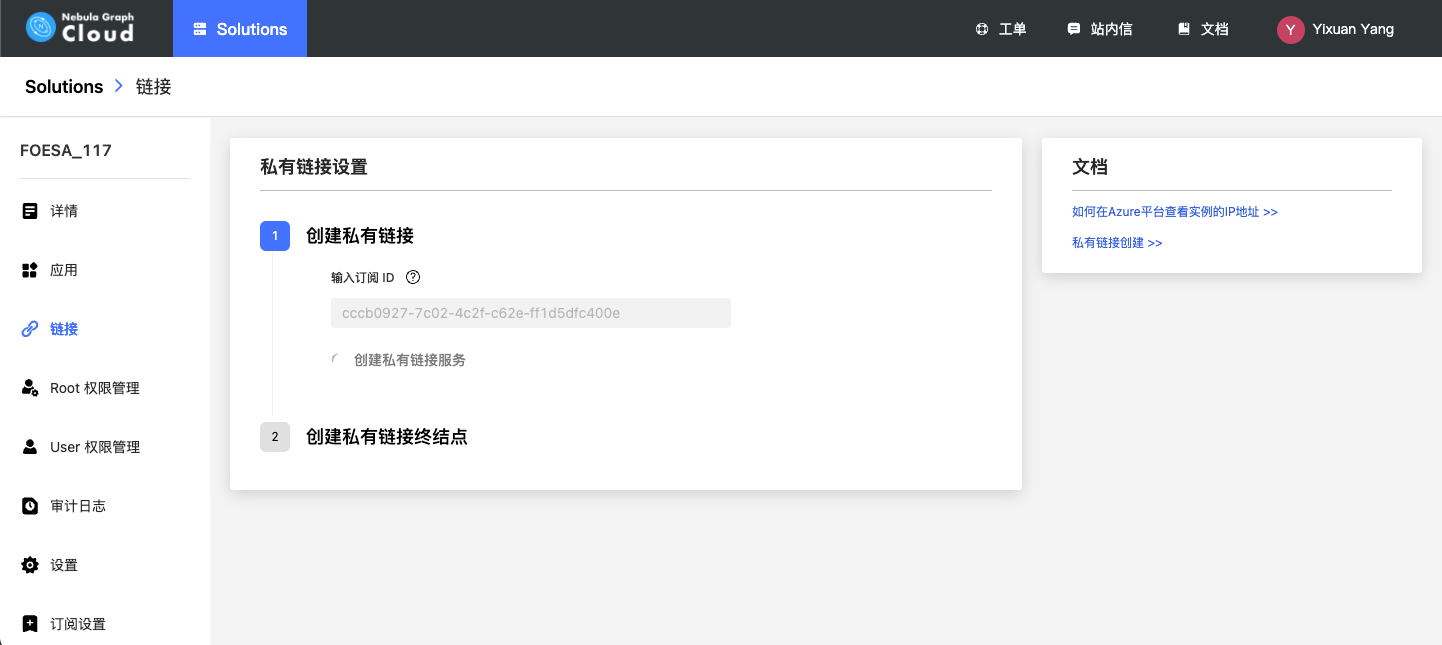 Nebula Graph
Cloud
Solutions
工单
站内信
文档
Y
Yixuan Yang
Solutions
链接
FOESA_117
详情
应用
链接
Root 权限管理
User 权限管理
审计日志
设置
订阅设置
私有链接设置
1
创建私有链接
输入订阅 ID
cccb0927-7c02-4c2f-c62e-ff1d5dfc400e
创建私有链接服务
2
创建私有链接终结点
文档
如何在Azure平台查看实例的IP地址 >>
私有链接创建 >>